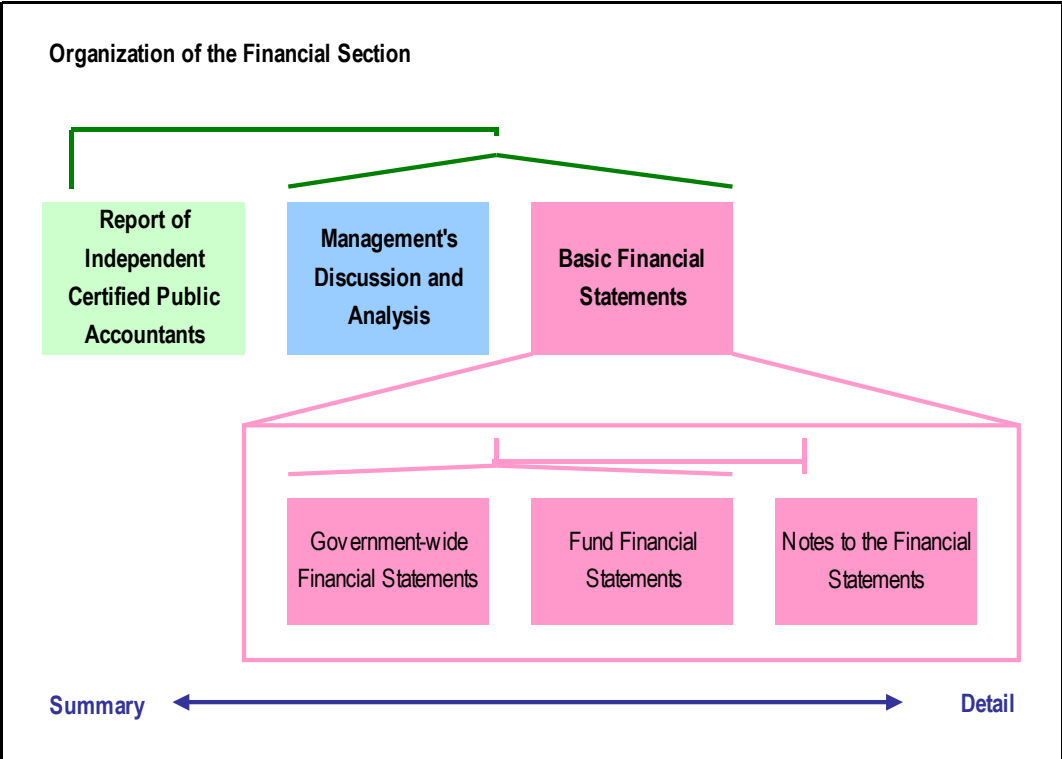 Organization of the Financial Section
Report of
Independent
Certified Public
Accountants
Management's
Discussion and
Analysis
Basic Financial
Statements
Government-wide
Financial Statements
Fund Financial
Statements
Notes to the Financial
Statements
Summary
Detail